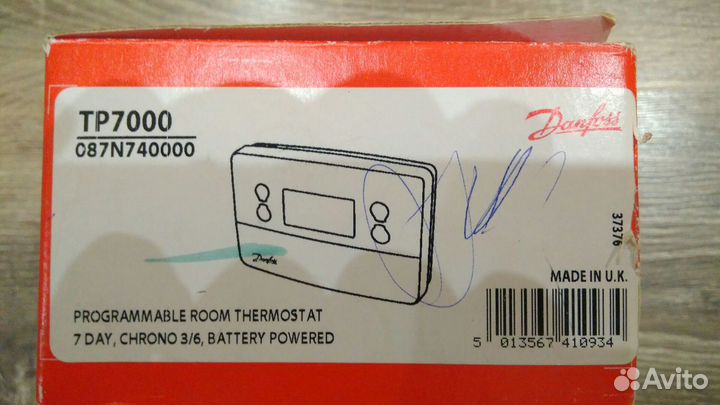 TP7000
087N740000
Danfoss
Danfoss
37376
MADE IN U.K.
PROGRAMMABLE ROOM THERMOSTAT
7 DAY, CHRONO 3/6, BATTERY POWERED
5 013567 410934
Avito